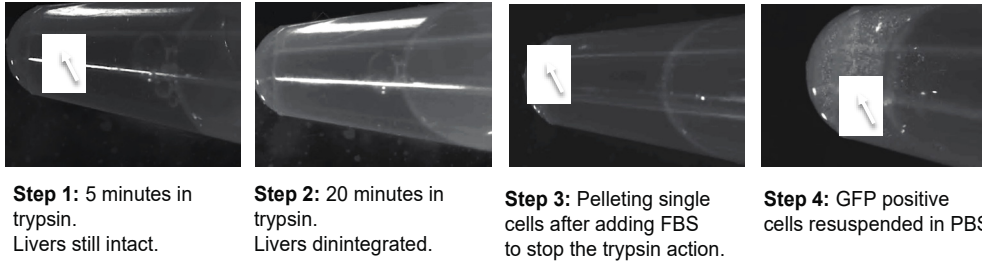 Step 1: 5 minutes in
trypsin.
Livers still intact.
Step 2: 20 minutes in
trypsin.
Livers dinintegrated.
Step 3: Pelleting single
cells after adding FBS
to stop the trypsin action.
Step 4: GFP positive
cells resuspended in PBS